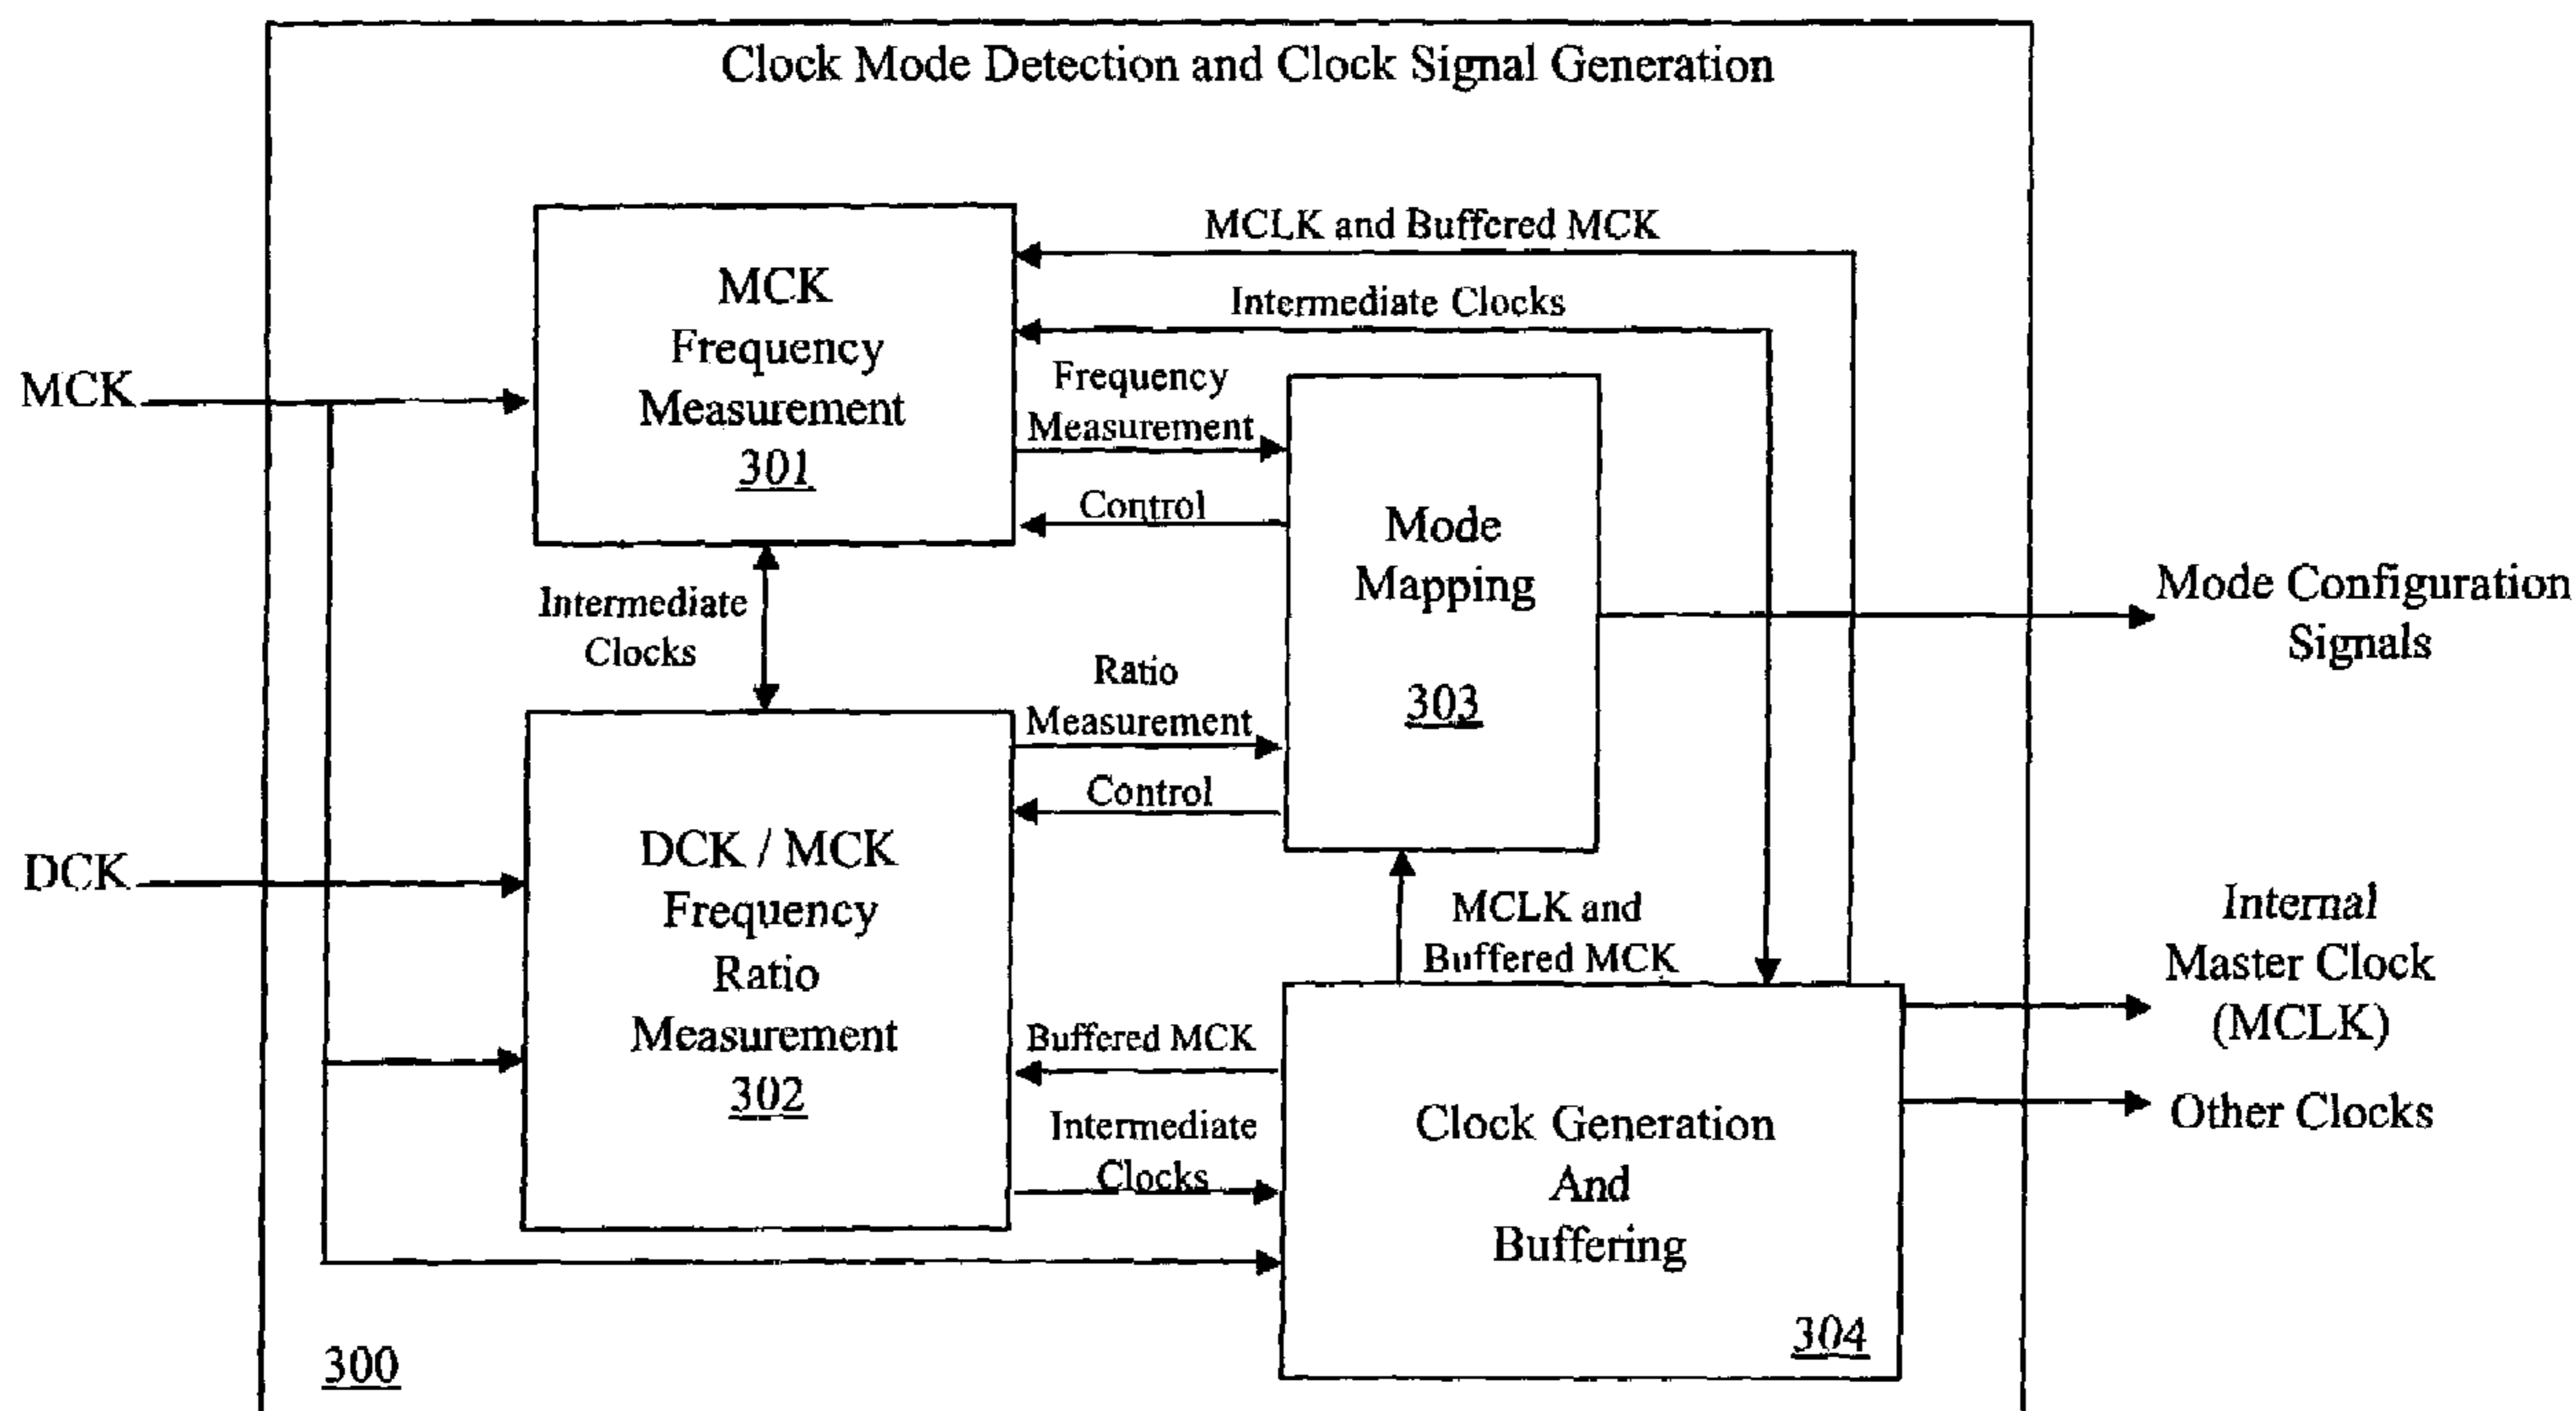 Clock Mode Detection and Clock Signal Generation
MCLK and Buffered MCK
Intermediate Clocks
MCK
Frequency
Measurement
301
MCK
Frequency
Measurement
Control
Mode
Mapping
303
Mode Configuration
Signals
Intermediate
Clocks
Ratio
Measurement
Control
DCK
DCK / MCK
Frequency
Ratio
Measurement
302
MCLK and
Buffered MCK
Internal
Master Clock
(MCLK)
Other Clocks
Buffered MCK
Intermediate
Clocks
Clock Generation
And
Buffering
304
300